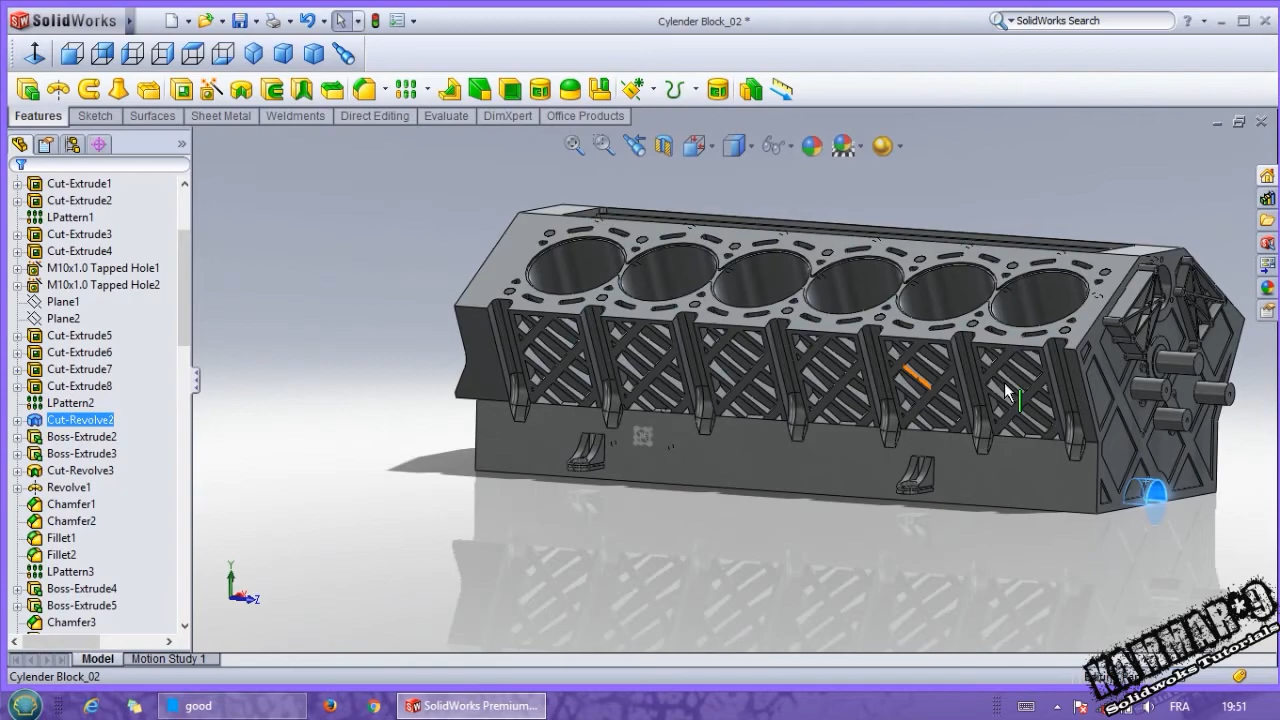 SolidWorks
Cylender Block_02 *
SolidWorks Search
Features
Sketch
Surfaces
Sheet Metal
Weldments
Direct Editing
Evaluate
DimXpert
Office Products
Cut-Extrude1
Cut-Extrude2
LPattern1
Cut-Extrude3
Cut-Extrude4
M10x1.0 Tapped Hole1
M10x1.0 Tapped Hole2
Plane1
Plane2
Cut-Extrude5
Cut-Extrude6
Cut-Extrude7
Cut-Extrude8
LPattern2
Cut-Revolve2
Boss-Extrude2
Boss-Extrude3
Cut-Revolve3
Revolve1
Chamfer1
Chamfer2
Fillet1
Fillet2
LPattern3
Boss-Extrude4
Boss-Extrude5
Chamfer3
Y
Z
Model
Motion Study 1
Cylender Block_02
good
SolidWorks Premium...
FR
19:51
Solidwoks Tutorials